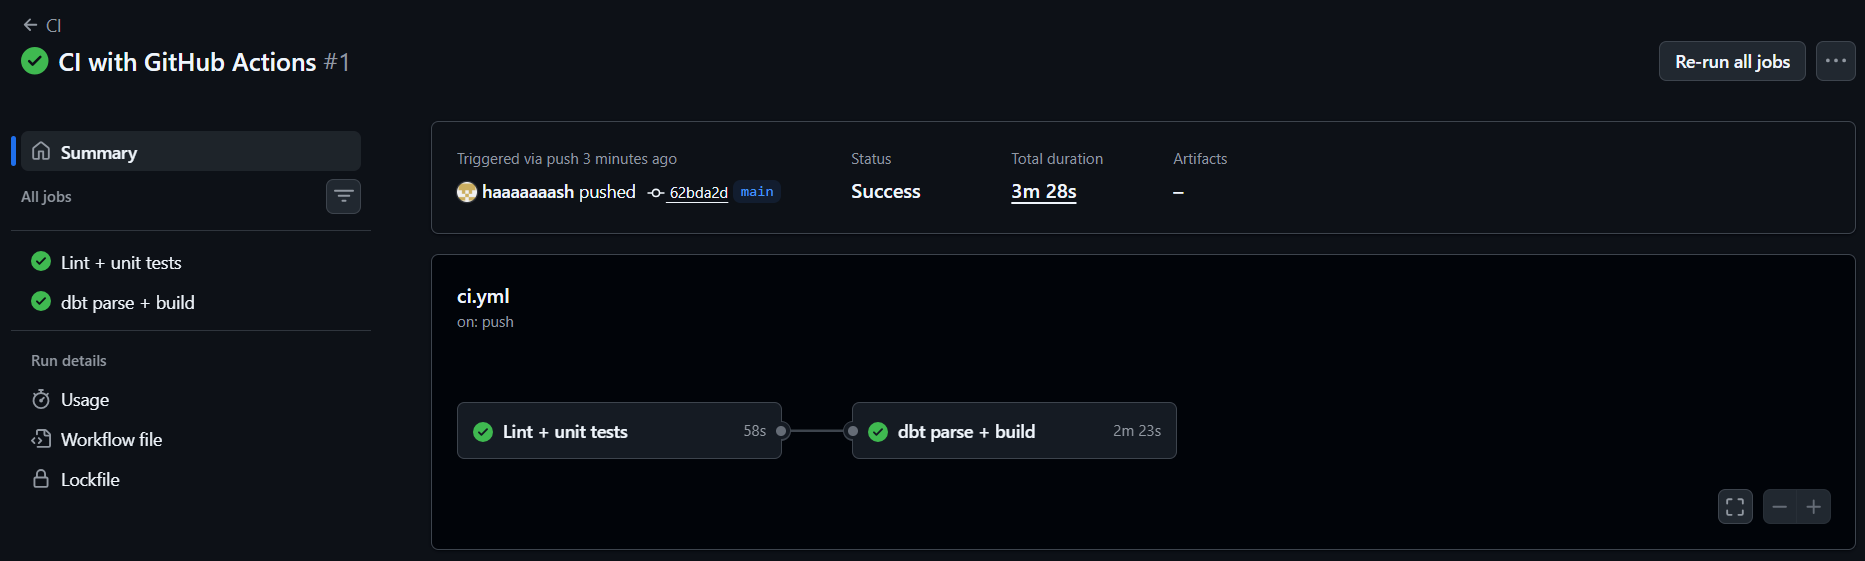 CI
CI with GitHub Actions #1
Re-run all jobs
Summary
All jobs
Lint + unit tests
dbt parse + build
Run details
Usage
Workflow file
Lockfile
Triggered via push 3 minutes ago
haaaaaaash pushed 62bda2d main
Status
Success
Total duration
3m 28s
Artifacts
–
ci.yml
on: push
Lint + unit tests 58s
dbt parse + build 2m 23s